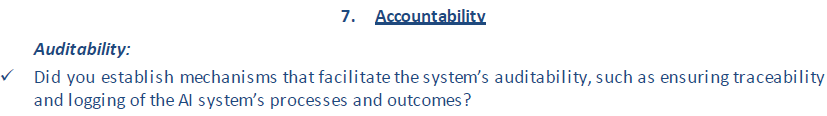 7. Accountability
Auditability:
✓ Did you establish mechanisms that facilitate the system's auditability, such as ensuring traceability
and logging of the AI system's processes and outcomes?